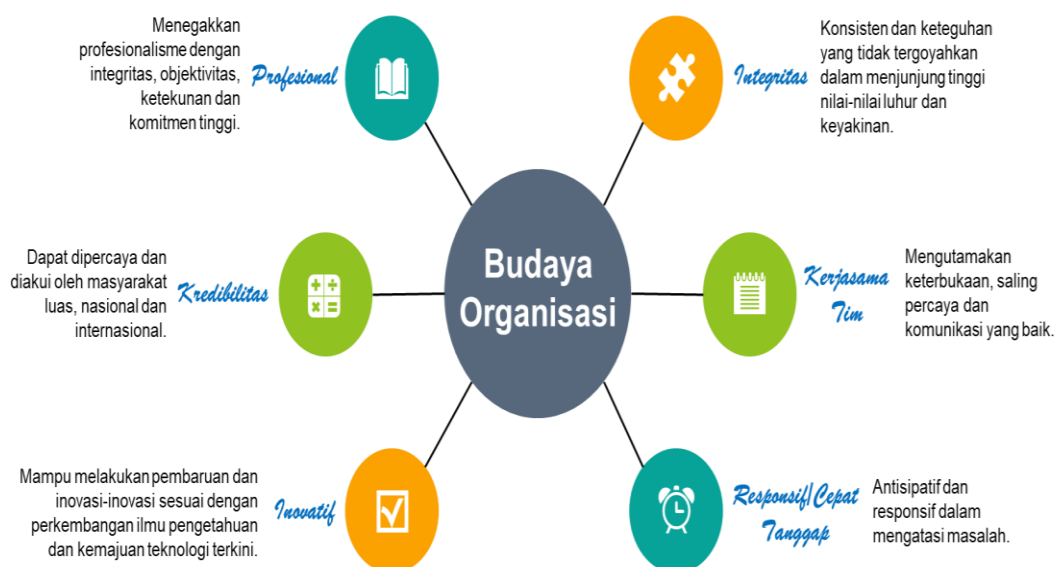 Menegakkan
profesionalisme dengan
integritas, objektivitas,
ketekunan dan
komitmen tinggi.
Profesional
Integritas
Konsisten dan keteguhan
yang tidak tergoyahkan
dalam menjunjung tinggi
nilai-nilai luhur dan
keyakinan.
Dapat dipercaya dan
diakui oleh masyarakat
luas, nasional dan
internasional.
Kredibilitas
Budaya
Organisasi
Kerjasama
Tim
Mengutamakan
keterbukaan, saling
percaya dan
komunikasi yang baik.
Mampu melakukan pembaruan dan
inovasi-inovasi sesuai dengan
perkembangan ilmu pengetahuan
dan kemajuan teknologi terkini.
Inovatif
Responsif/Cepat
Tanggap
Antisipatif dan
responsif dalam
mengatasi masalah.